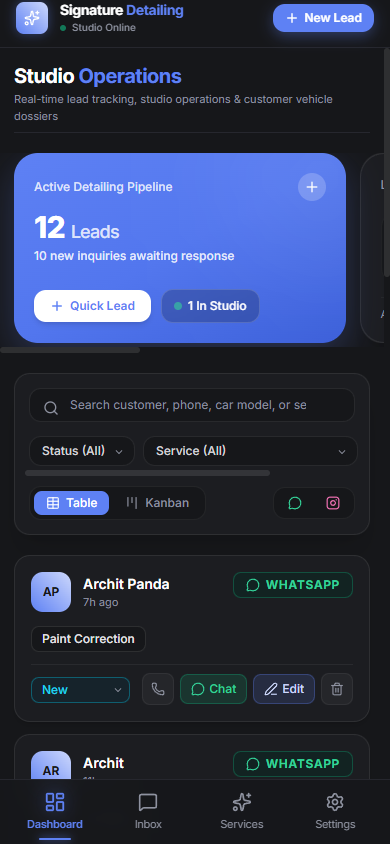 Signature Detailing
Studio Online
New Lead
Studio Operations
Real-time lead tracking, studio operations & customer vehicle
dossiers
Active Detailing Pipeline
12 Leads
10 new inquiries awaiting response
Quick Lead
1 In Studio
Search customer, phone, car model, or se
Status (All)
Service (All)
Table
Kanban
AP
Archit Panda
7h ago
WHATSAPP
Paint Correction
New
Chat
Edit
AR
Archit
WHATSAPP
Dashboard
Inbox
Services
Settings